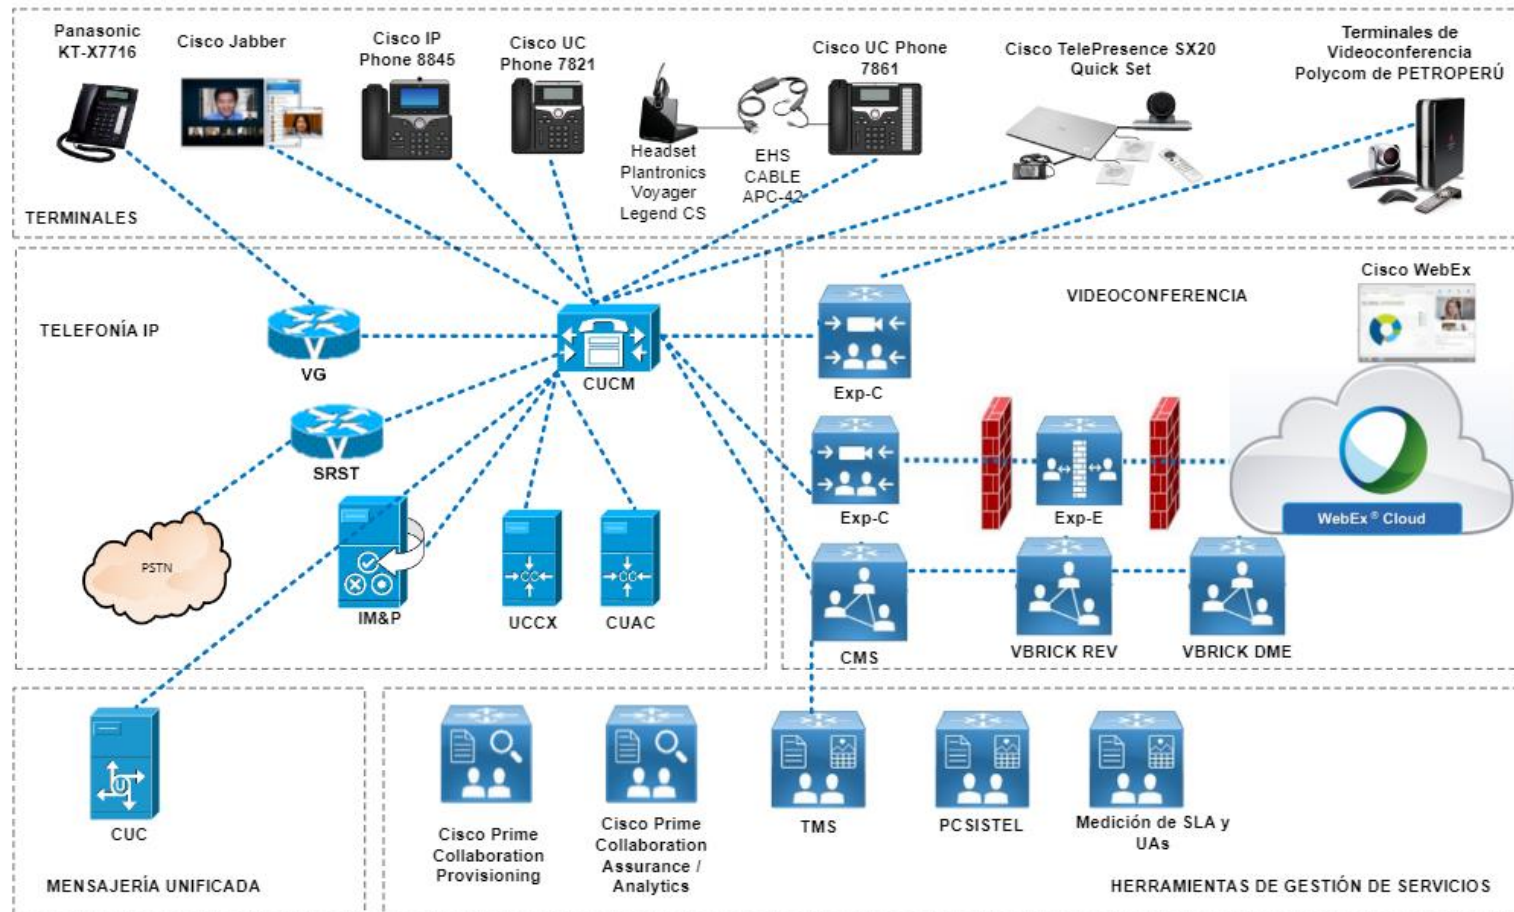 Panasonic
KT-X7716
Cisco Jabber
Cisco IP
Phone 8845
Cisco UC
Phone 7821
Cisco UC Phone
7861
Cisco TelePresence SX20
Quick Set
Terminales de
Videoconferencia
Polycom de PETROPERÚ
Headset
Plantronics
Voyager
Legend CS
EHS
CABLE
APC-42
TERMINALES
TELEFONÍA IP
VG
CUCM
SRST
PSTN
IM&P
CC
UCCX
CC
CUAC
VIDEOCONFERENCIA
Cisco WebEx
Exp-C
Exp-C
Exp-E
WebEx® Cloud
CMS
VBRICK REV
VBRICK DME
U
CUC
MENSAJERÍA UNIFICADA
Cisco Prime
Collaboration
Provisioning
Cisco Prime
Collaboration
Assurance /
Analytics
TMS
PCSISTEL
Medición de SLA y
UAs
HERRAMIENTAS DE GESTIÓN DE SERVICIOS